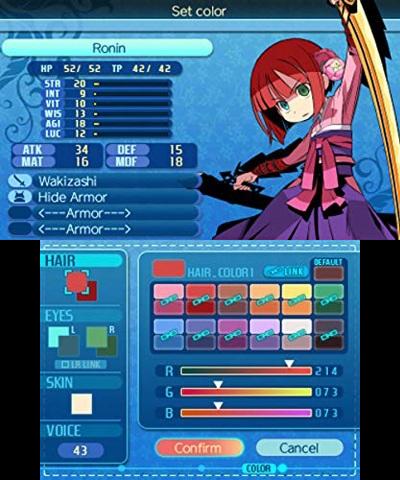 Set color
Ronin
HP 52/ 52 TP 42/ 42
STR 20
INT 9
VIT 10
WIS 13
AGI 18
LUC 12
ATK 34 DEF 15
MAT 16 MDF 18
Wakizashi
Hide Armor
<---Armor--->
<---Armor--->
HAIR
HAIR_COLOR1
LINK
DEFAULT
EYES
L R
LR LINK
SKIN
VOICE
43
R 214
G 073
B 073
Confirm
Cancel
COLOR